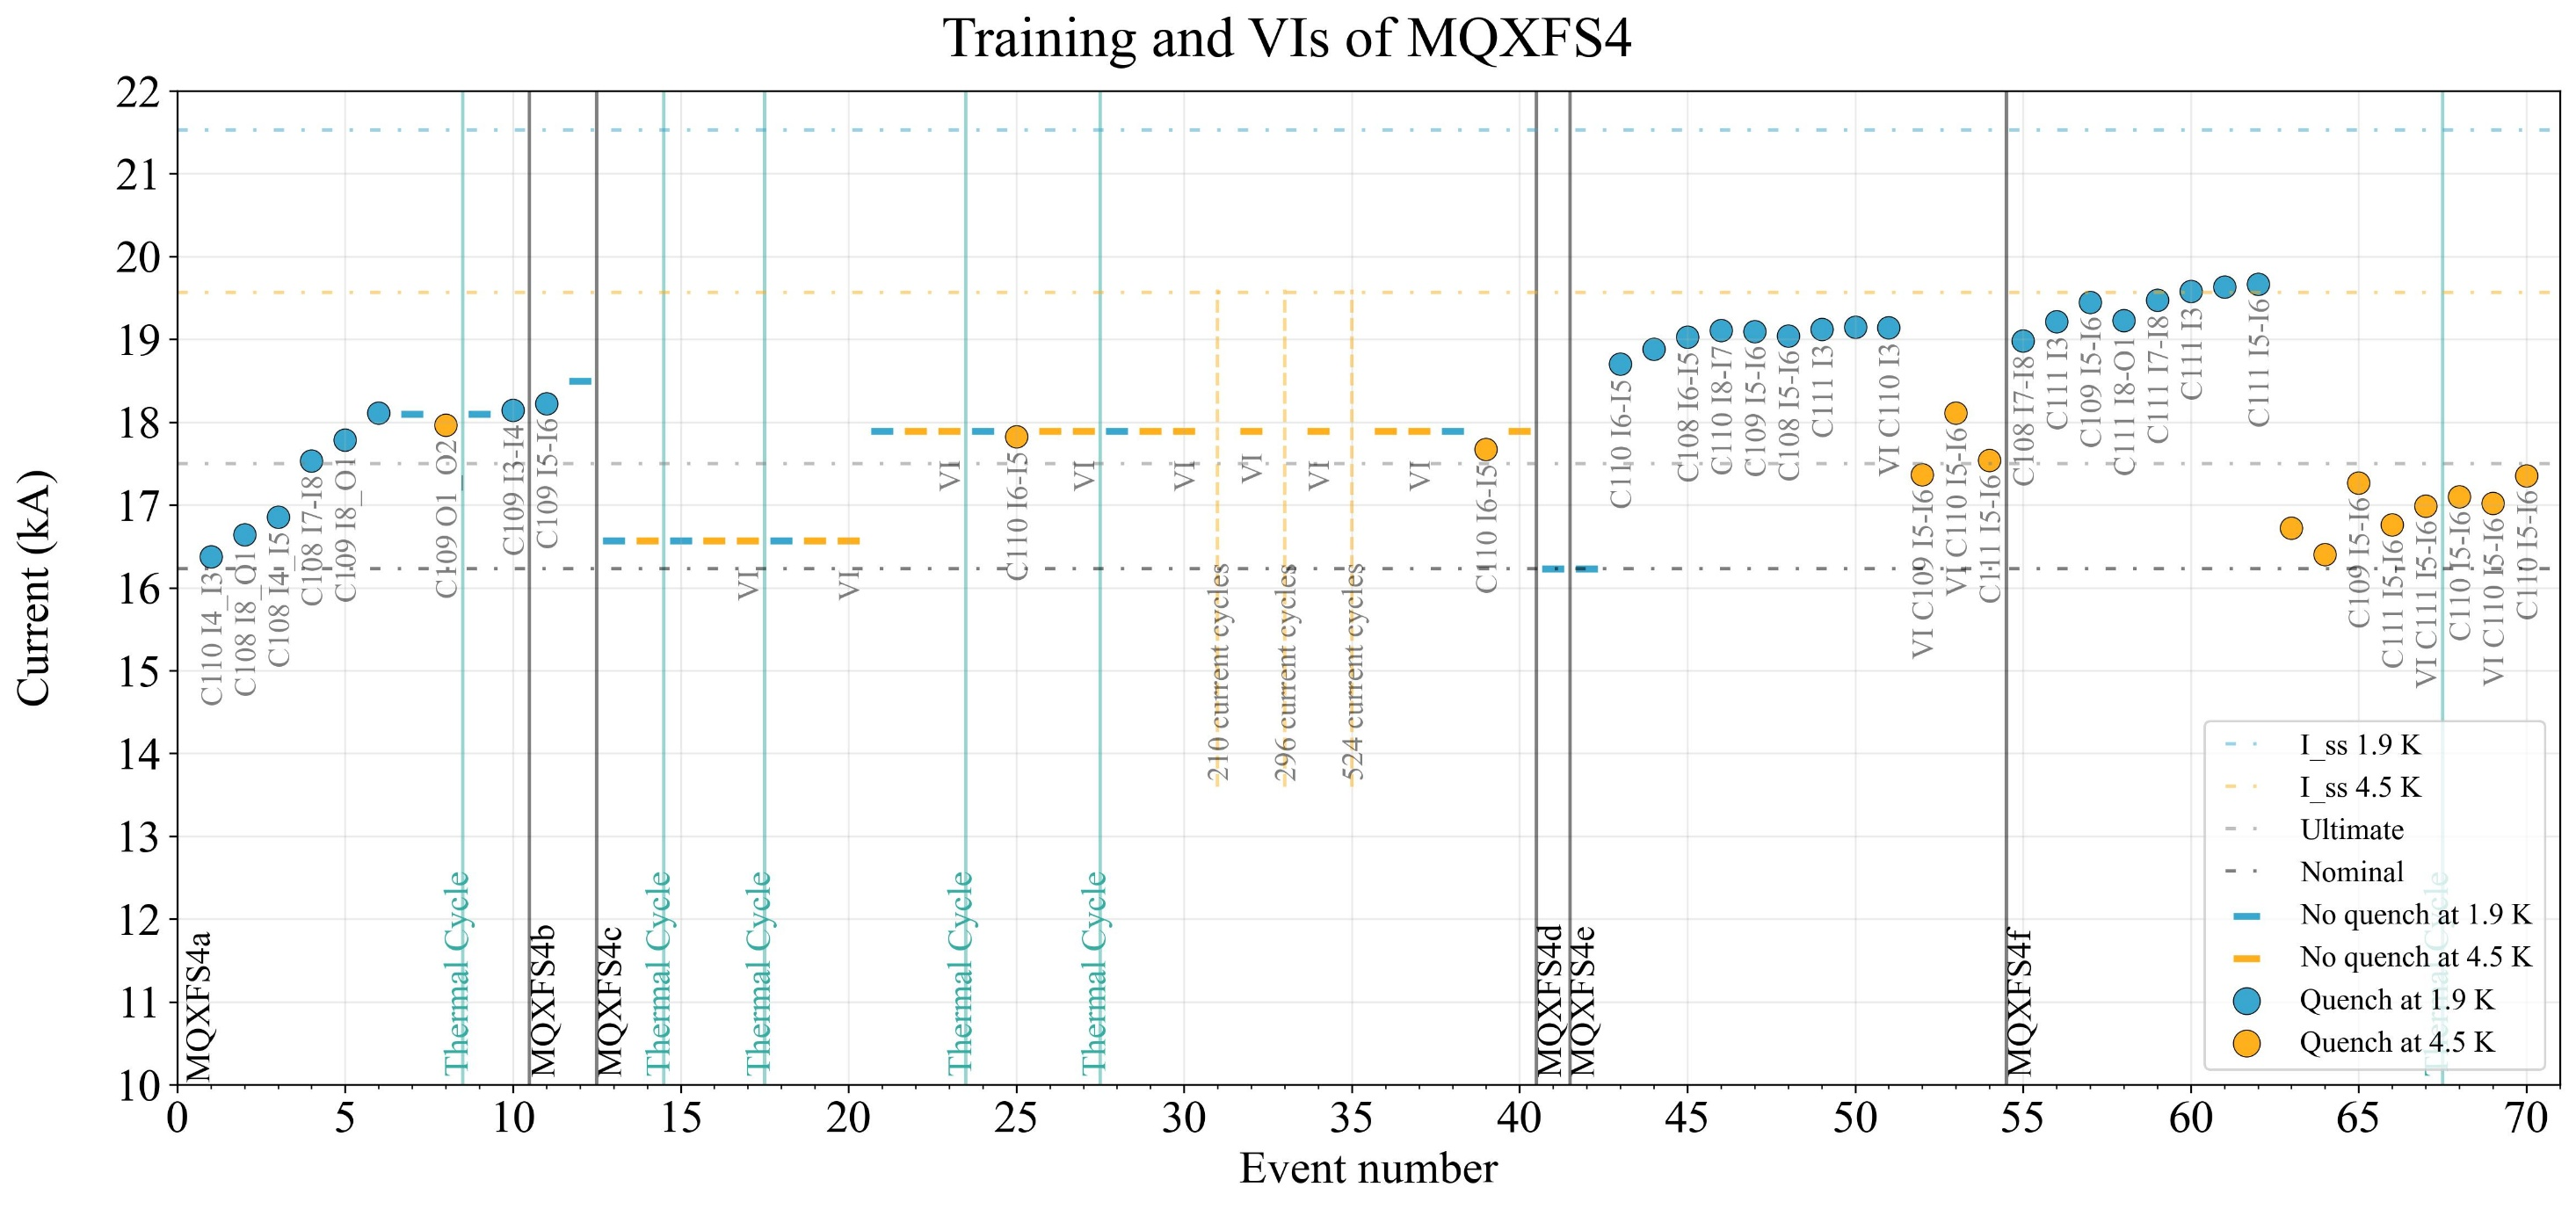 Training and VIs of MQXFS4
Current (kA)
22
21
20
19
18
17
16
15
14
13
12
11
10
C110 I4_I3
C108 I8_O1
C108 I4_I5
C108 I7-I8
C109 I8_O1
C109 O1_O2
C109 I3-I4
C109 I5-I6
VI
VI
VI
C110 I6-I5
VI
VI
210 current cycles
VI
296 current cycles
VI
524 current cycles
VI
C110 I6-I5
C110 I6-I5
C108 I6-I5
C110 I8-I7
C109 I5-I6
C108 I5-I6
C111 I3
VI C110 I3
VI C109 I5-I6
VI C110 I5-I6
C111 I5-I6
C108 I7-I8
C111 I3
C109 I5-I6
C111 I8-O1
C111 I7-I8
C111 I3
C111 I5-I6
C109 I5-I6
C111 I5-I6
VI C111 I5-I6
C110 I5-I6
VI C110 I5-I6
C110 I5-I6
MQXFS4a
Thermal Cycle
MQXFS4b
MQXFS4c
Thermal Cycle
Thermal Cycle
Thermal Cycle
Thermal Cycle
MQXFS4d
MQXFS4e
MQXFS4f
Thermal Cycle
I_ss 1.9 K
I_ss 4.5 K
Ultimate
Nominal
No quench at 1.9 K
No quench at 4.5 K
Quench at 1.9 K
Quench at 4.5 K
0 5 10 15 20 25 30 35 40 45 50 55 60 65 70
Event number